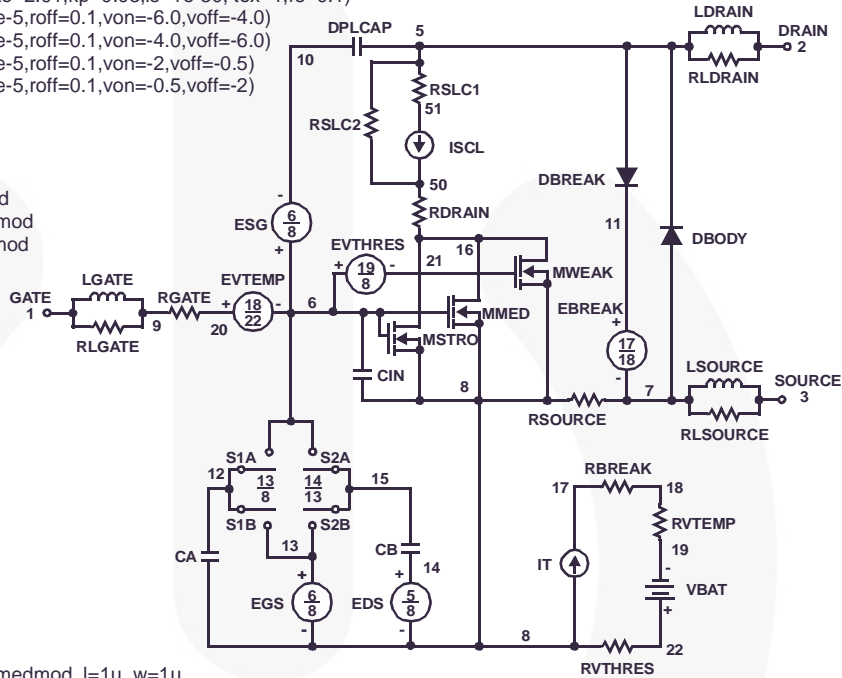 e-5,roff=0.1,von=-6.0,voff=-4.0)
e-5,roff=0.1,von=-4.0,voff=-6.0)
e-5,roff=0.1,von=-2,voff=-0.5)
e-5,roff=0.1,von=-0.5,voff=-2)
d
mod
mod
LDRAIN
DPLCAP
5
DRAIN
2
10
RLDRAIN
RSLC1
51
RSLC2
ISCL
50
DBREAK
-
RDRAIN
ESG
6
8
+
11
DBODY
EVTHRES
16
+
19
8
-
21
MWEAK
LGATE
EVTEMP
GATE
1
RGATE
+
18
22
-
6
MMED
EBREAK
+
9
20
MSTRO
17
18
RLGATE
CIN
-
LSOURCE
8
7
SOURCE
3
RSOURCE
RLSOURCE
S1A
S2A
12
13
8
14
13
15
RBREAK
17
18
S1B
S2B
RVTEMP
13
CA
CB
14
19
IT
-
+
+
VBAT
EGS
6
8
EDS
5
8
+
-
-
8
22
RVTHRES
medmod l=1u w=1u